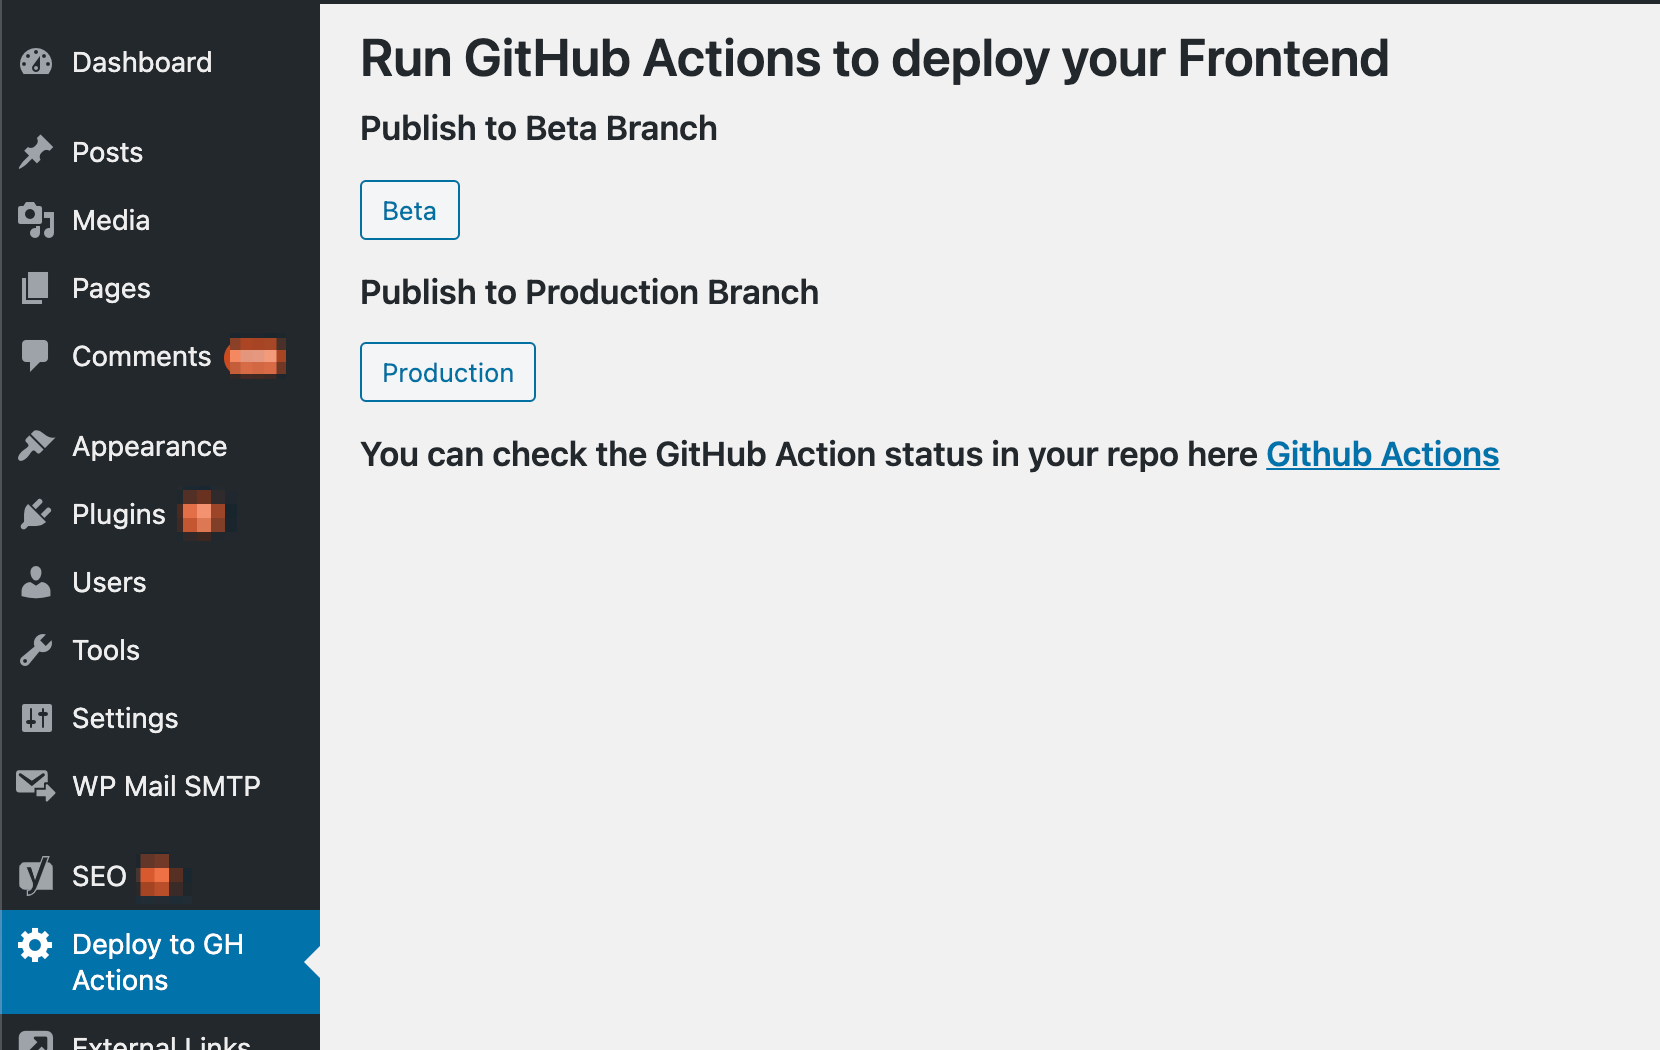 Dashboard
Posts
Media
Pages
Comments
Appearance
Plugins
Users
Tools
Settings
WP Mail SMTP
SEO
Deploy to GH
Actions
External Links
Run GitHub Actions to deploy your Frontend
Publish to Beta Branch
Beta
Publish to Production Branch
Production
You can check the GitHub Action status in your repo here Github Actions